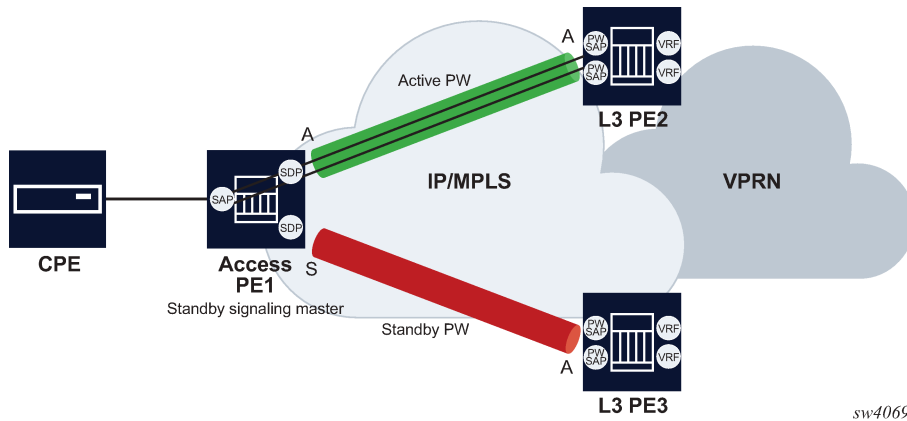 A
PW
SAP
VRF
PW
SAP
VRF
L3 PE2
Active PW
A
SDP
SAP
SDP
IP/MPLS
VPRN
CPE
Access
PE1
S
Standby signaling master
Standby PW
PW
SAP
VRF
PW
SAP
VRF
A
L3 PE3
sw4069